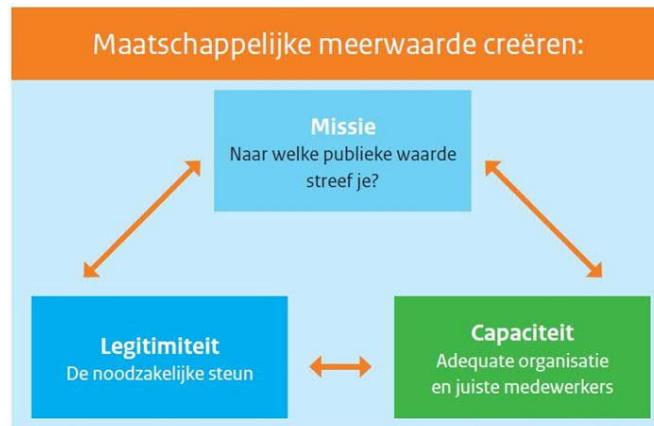 Maatschappelijke meerwaarde creëren:
Missie
Naar welke publieke waarde
streef je?
Legitimiteit
De noodzakelijke steun
Capaciteit
Adequate organisatie
en juiste medewerkers